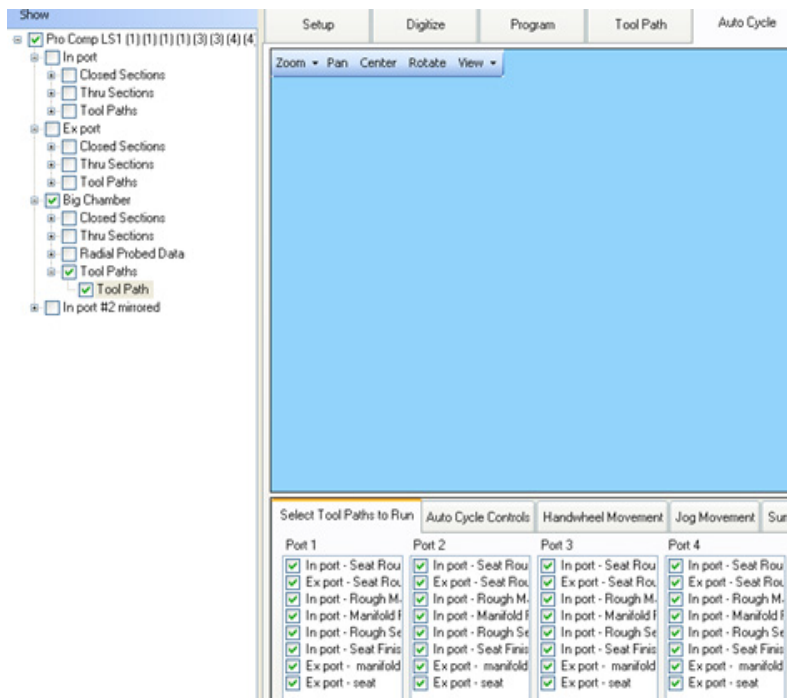 Show
Pro Comp LS1 (1) (1) (1) (1) (3) (3) (4) (4
In port
Closed Sections
Thru Sections
Tool Paths
Ex port
Closed Sections
Thru Sections
Tool Paths
Big Chamber
Closed Sections
Thru Sections
Radial Probed Data
Tool Paths
Tool Path
In port #2 mirrored
Setup Digitize Program Tool Path Auto Cycle
Zoom Pan Center Rotate View
Select Tool Paths to Run Auto Cycle Controls Handwheel Movement Jog Movement Sur
Port 1 Port 2 Port 3 Port 4
In port - Seat Rou In port - Seat Rou In port - Seat Rou In port - Seat Rou
Ex port - Seat Rou Ex port - Seat Rou Ex port - Seat Rou Ex port - Seat Rou
In port - Rough M- In port - Rough M- In port - Rough M- In port - Rough M-
In port - Manifold F In port - Manifold F In port - Manifold F In port - Manifold F
In port - Rough Se In port - Rough Se In port - Rough Se In port - Rough Se
In port - Seat Finis In port - Seat Finis In port - Seat Finis In port - Seat Finis
Ex port - manifold Ex port - manifold Ex port - manifold Ex port - manifold
Ex port - seat Ex port - seat Ex port - seat Ex port - seat